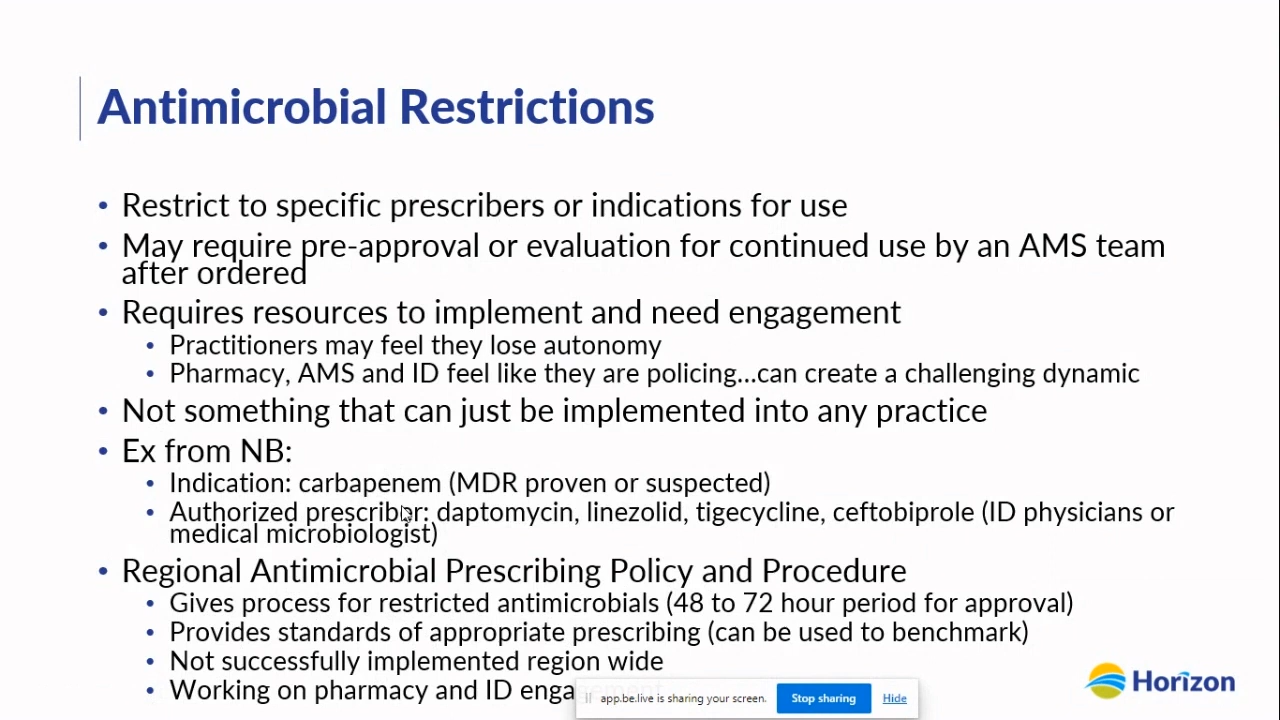 Antimicrobial Restrictions
• Restrict to specific prescribers or indications for use
• May require pre-approval or evaluation for continued use by an AMS team
after ordered
• Requires resources to implement and need engagement
• Practitioners may feel they lose autonomy
• Pharmacy, AMS and ID feel like they are policing...can create a challenging dynamic
• Not something that can just be implemented into any practice
• Ex from NB:
• Indication: carbapenem (MDR proven or suspected)
• Authorized prescriber: daptomycin, linezolid, tigecycline, ceftobiprole (ID physicians or
medical microbiologist)
• Regional Antimicrobial Prescribing Policy and Procedure
• Gives process for restricted antimicrobials (48 to 72 hour period for approval)
• Provides standards of appropriate prescribing (can be used to benchmark)
• Not successfully implemented region wide
• Working on pharmacy and ID
app.be.live is sharing your screen. Stop sharing Hide
Horizon